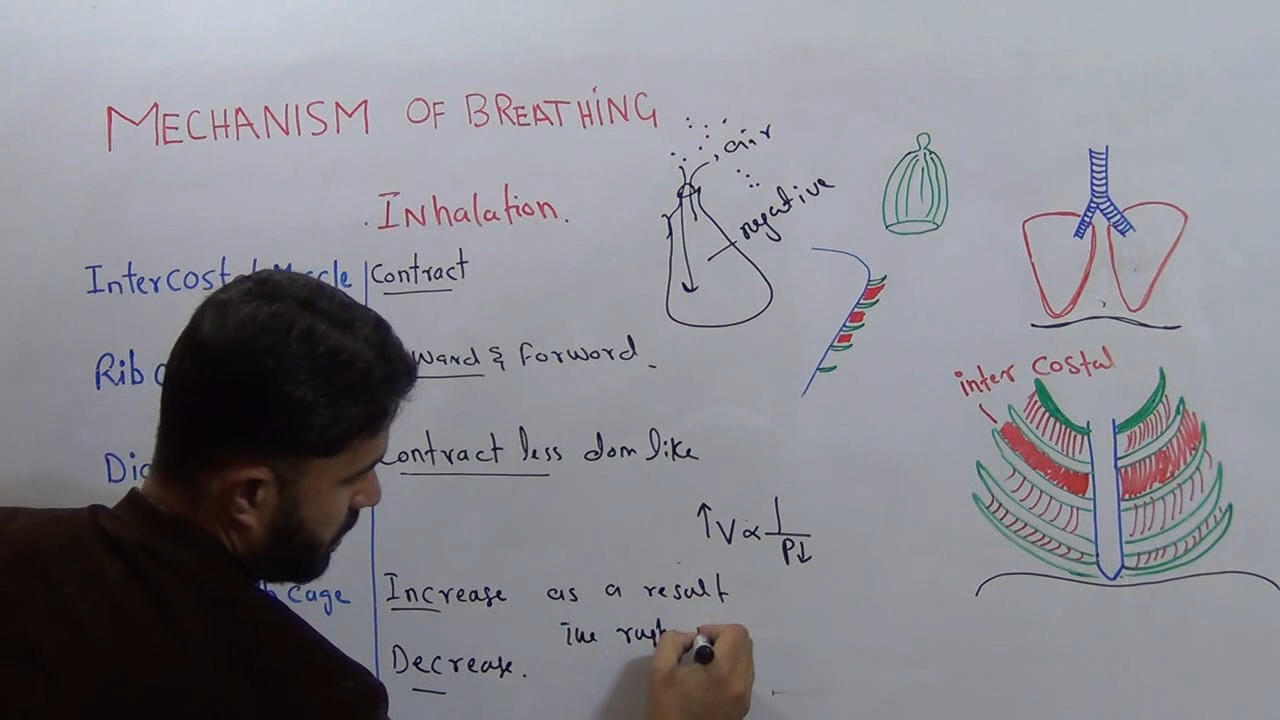 MECHANISM OF BREATHING
air
negative
.Inhalation.
Intercost Muscle Contract
Rib ward & forword.
inter costal
Contract less dom like
↑V∝1/P↓
cage Increase as a result
Decrease.